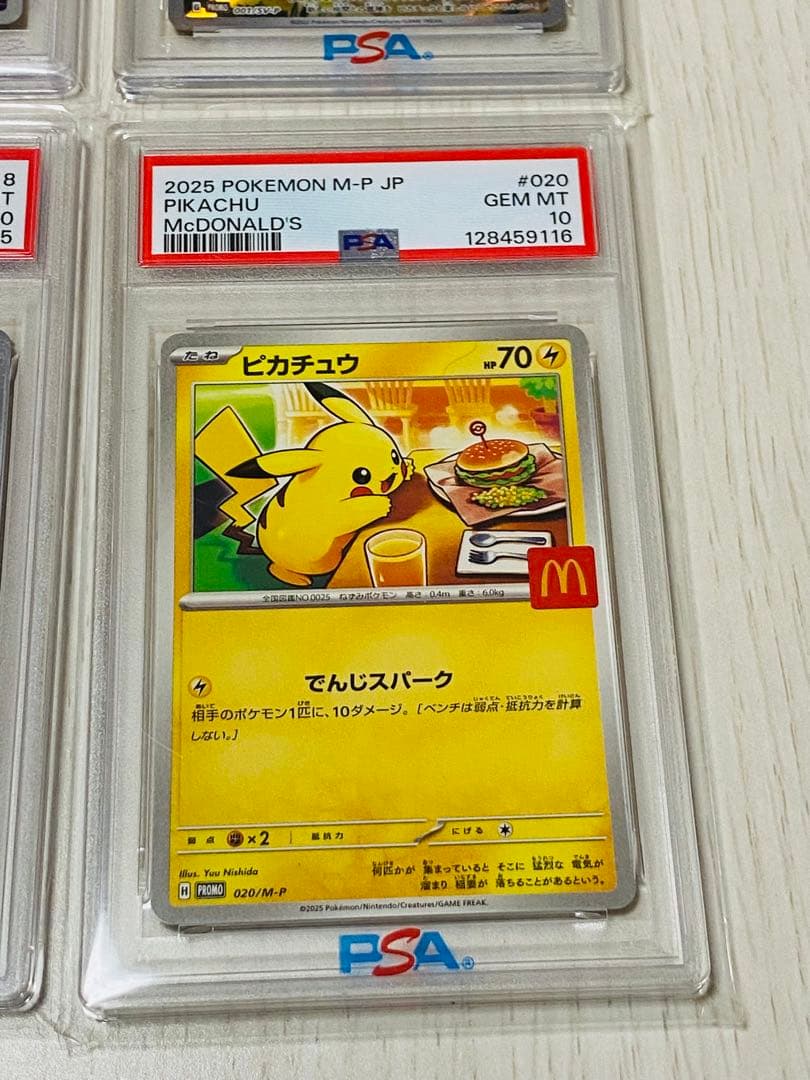 PROMO 001/SV-P
PSA
8
T
0
5
2025 POKEMON M-P JP #020
PIKACHU GEM MT
McDONALD'S 10
PSA 128459116
たね ピカチュウ HP70
M
全国図鑑NO.0025 ねずみポケモン 高さ:0.4m 重さ:6.0kg
でんじスパーク
相手のポケモン1匹に、10ダメージ。[ベンチは弱点・抵抗力を計算
しない。]
弱点 ×2 抵抗力 にげる
Illus. Yuu Nishida
何匹かが 集まっていると そこに 猛烈な 電気が
溜まり 稲妻が 落ちることがあるという。
H PROMO 020/M-P
©2025 Pokémon/Nintendo/Creatures/GAME FREAK.
PSA